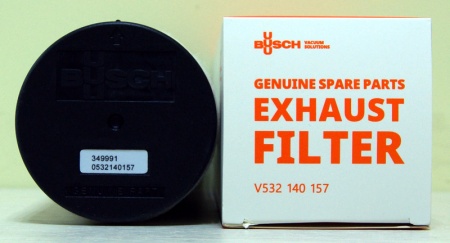 BUSCH
349991
0532140157
BUSCH
VACUUM
SOLUTIONS
GENUINE SPARE PARTS
EXHAUST
FILTER
V532 140 157